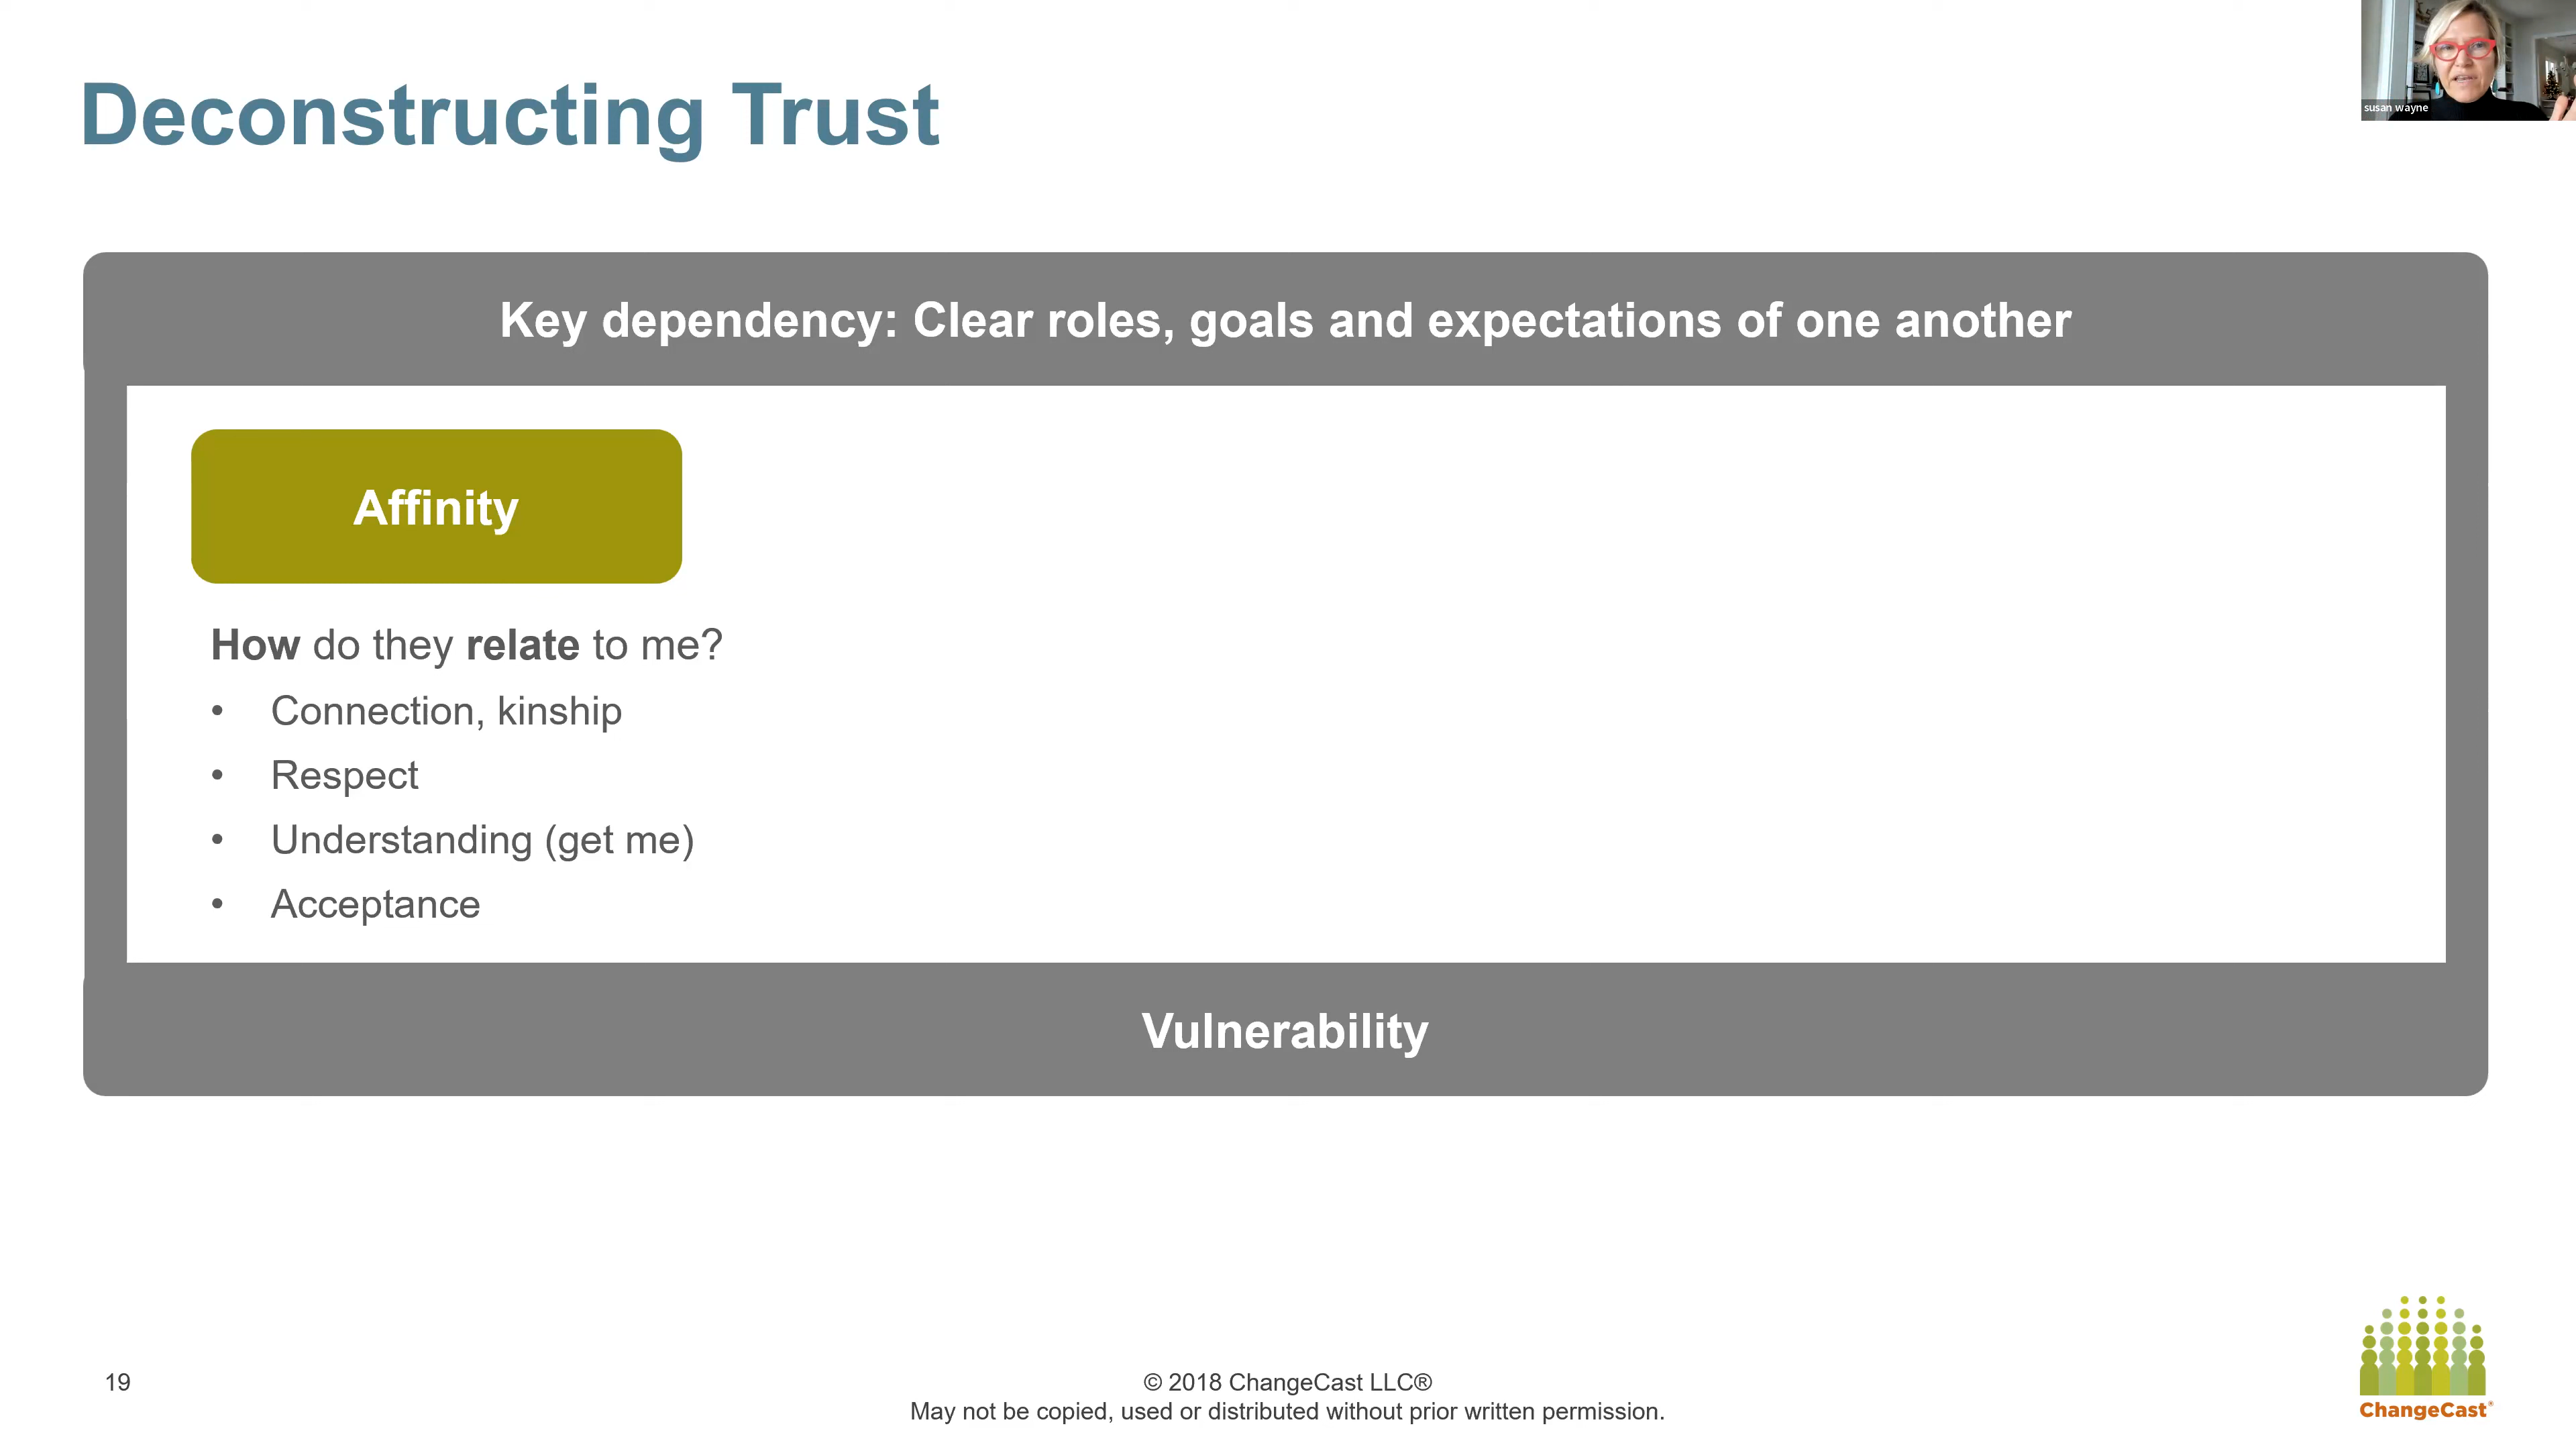 Deconstructing Trust
susan wayne
Key dependency: Clear roles, goals and expectations of one another
Affinity
How do they relate to me?
• Connection, kinship
• Respect
• Understanding (get me)
• Acceptance
Vulnerability
19
© 2018 ChangeCast LLC®
May not be copied, used or distributed without prior written permission.
ChangeCast®